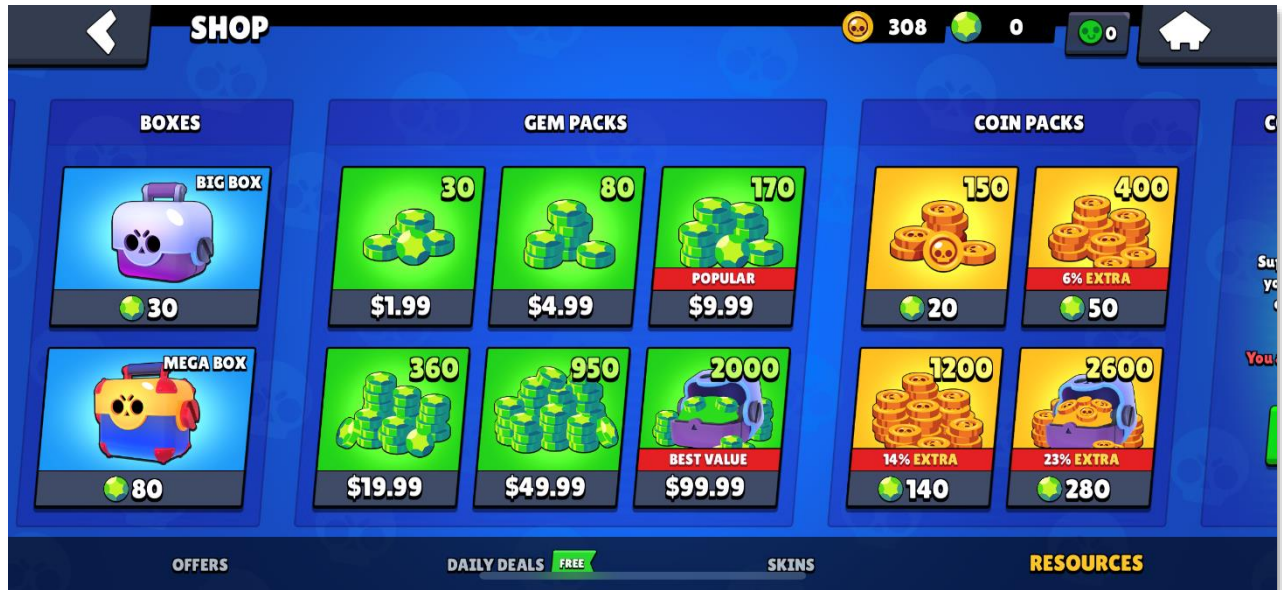 SHOP
308
0
0
BOXES
GEM PACKS
COIN PACKS
BIG BOX
30
MEGA BOX
80
30
$1.99
80
$4.99
170
POPULAR
$9.99
360
$19.99
950
$49.99
2000
BEST VALUE
$99.99
150
20
400
6% EXTRA
50
1200
14% EXTRA
140
2600
23% EXTRA
280
You
OFFERS
DAILY DEALS FREE
SKINS
RESOURCES